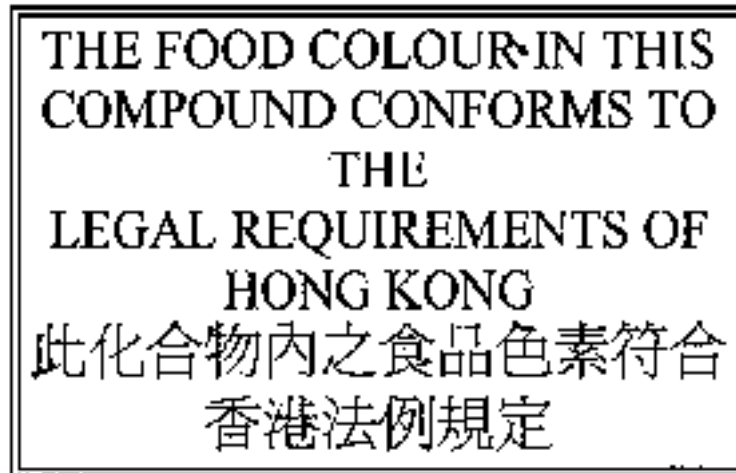 THE FOOD COLOUR IN THIS
COMPOUND CONFORMS TO
THE
LEGAL REQUIREMENTS OF
HONG KONG
此化合物內之食品色素符合
香港法例規定